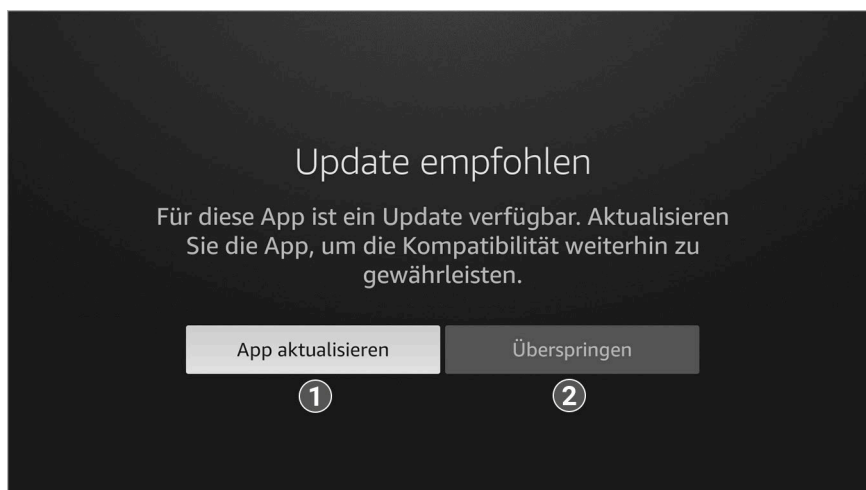 Update empfohlen
Für diese App ist ein Update verfügbar. Aktualisieren
Sie die App, um die Kompatibilität weiterhin zu
gewährleisten.
App aktualisieren Überspringen
1 2